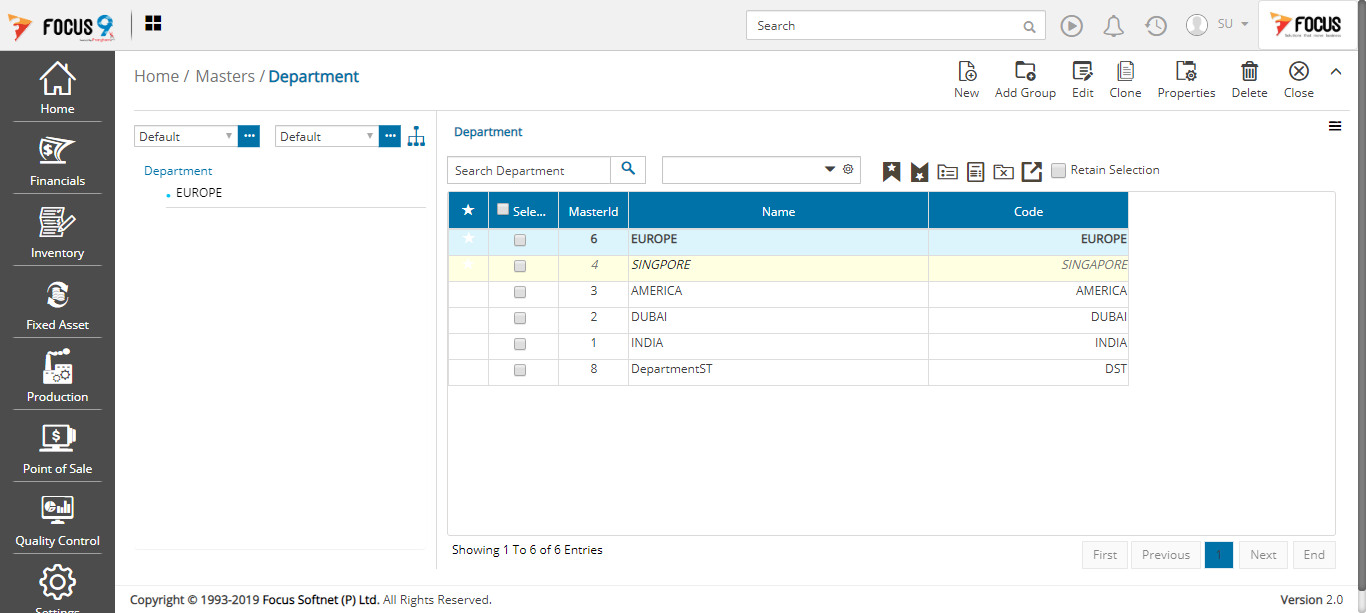 FOCUS 9
Search
SU
FOCUS
Home / Masters / Department
New
Add Group
Edit
Clone
Properties
Delete
Close
Home
Financials
Inventory
Fixed Asset
Production
Point of Sale
Quality Control
Settings
Default
Default
Department
EUROPE
Department
Search Department
Retain Selection
Sele... MasterId Name Code
6 EUROPE EUROPE
4 SINGPORE SINGAPORE
3 AMERICA AMERICA
2 DUBAI DUBAI
1 INDIA INDIA
8 DepartmentST DST
Showing 1 To 6 of 6 Entries
First Previous 1 Next End
Copyright © 1993-2019 Focus Softnet (P) Ltd. All Rights Reserved.
Version 2.0